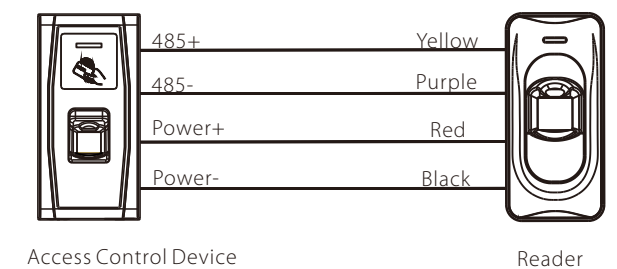 485+ Yellow
485- Purple
Power+ Red
Power- Black
Access Control Device Reader